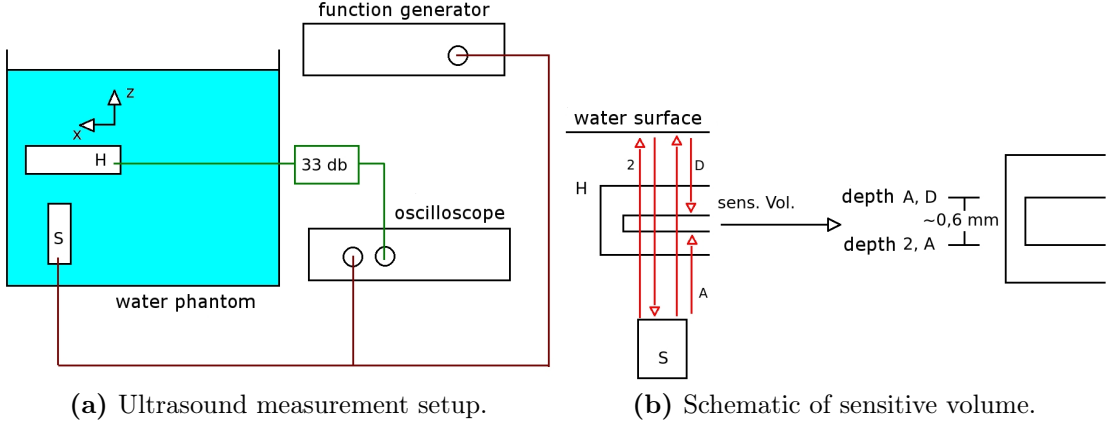 function generator
z
x
H
33 db
S
oscilloscope
water phantom
(a) Ultrasound measurement setup.
water surface
2
D
H
sens. Vol.
A
S
depth A, D
~0,6 mm
depth 2, A
(b) Schematic of sensitive volume.